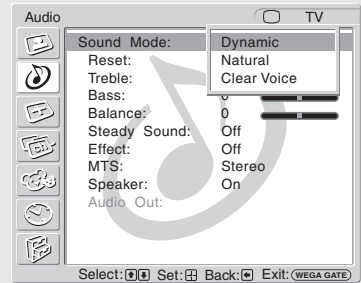 Audio TV
Sound Mode: Dynamic
Reset: Natural
Treble: Clear Voice
Bass: 0
Balance: 0
Steady Sound: Off
Effect: Off
MTS: Stereo
Speaker: On
Audio Out:
Select: Set: Back: Exit: WEGA GATE